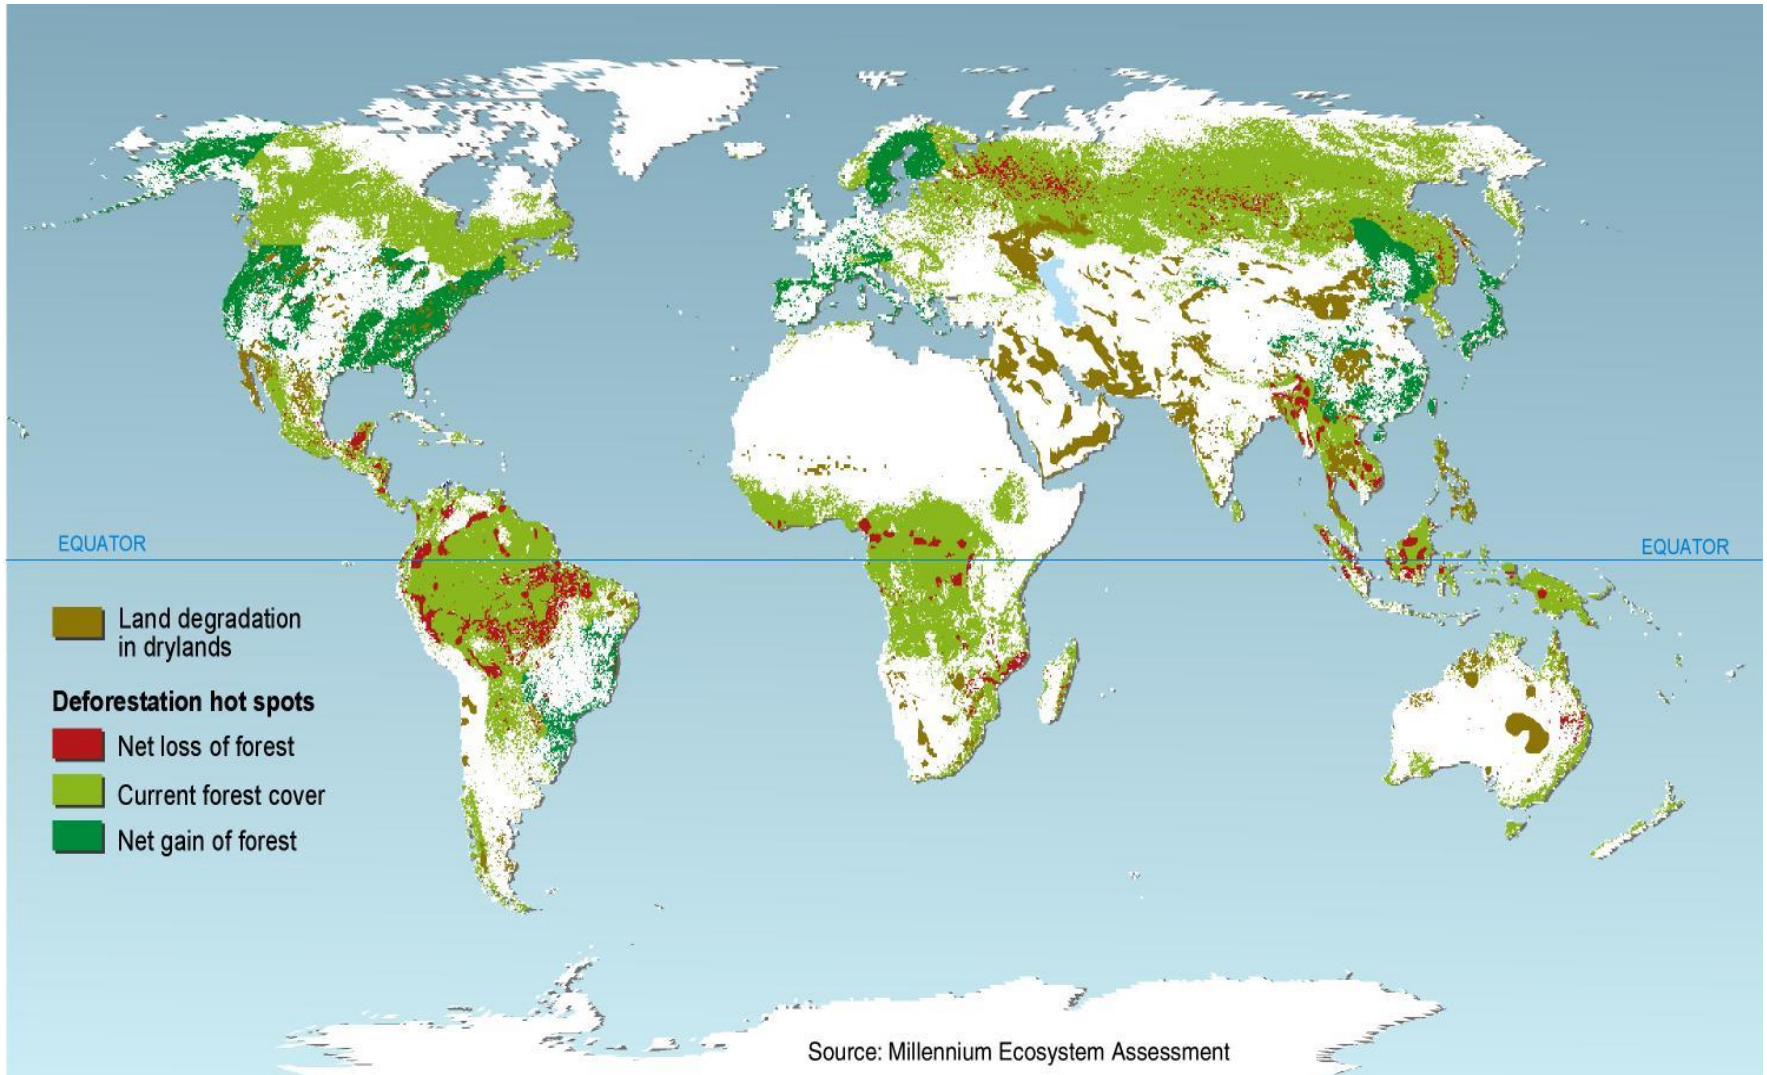 EQUATOR
EQUATOR
Land degradation
in drylands
Deforestation hot spots
Net loss of forest
Current forest cover
Net gain of forest
Source: Millennium Ecosystem Assessment